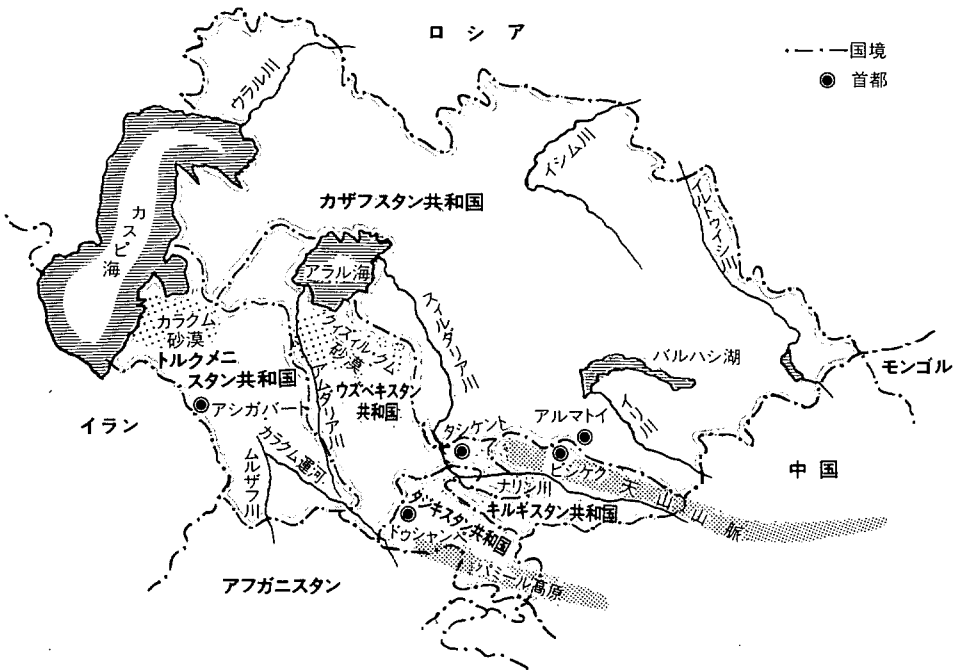 ロシア
・—・—国境
◉ 首都
ウラル川
イシム川
イルトウイシ川
カザフスタン共和国
カスピ海
アラル海
カラクム
砂漠
クィズィルクム
砂漠
スィルダリア川
バルハシ湖
モンゴル
トルクメニ
スタン共和国
アムダリア川
ウズベキスタン
共和国
イラン
アシガバート
アルマトイ
イリ川
タシケント
カラクム運河
ムルザフ川
ビシケク
天山山脈
中国
ナリン川
キルギスタン共和国
タジキスタン共和国
ドゥシャンベ
パミール高原
アフガニスタン